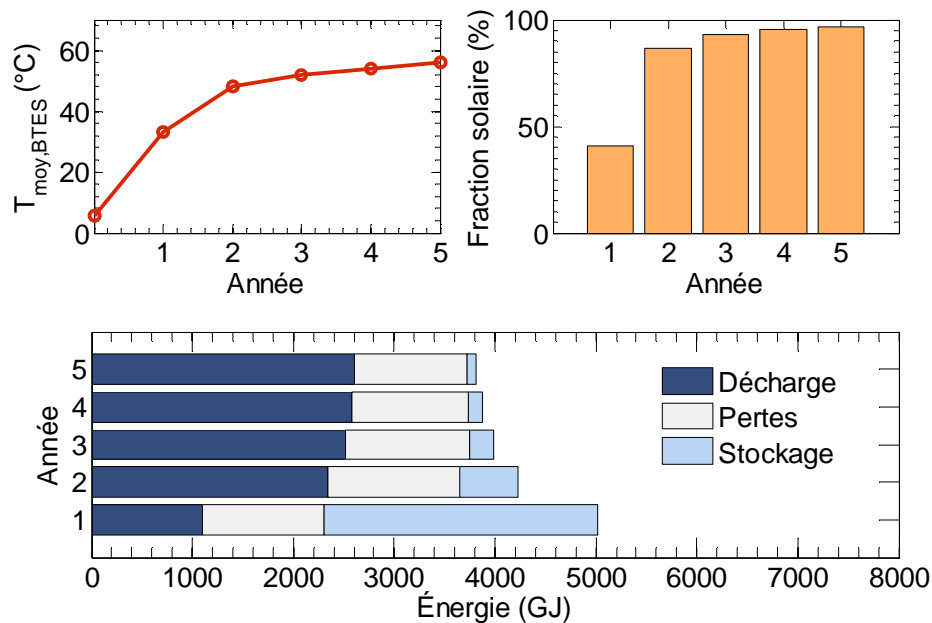 T moy,BTES (°C)
60
40
20
0
1 2 3 4 5
Année
Fraction solaire (%)
100
50
0
1 2 3 4 5
Année
Année
5
4
3
2
1
Décharge
Pertes
Stockage
0 1000 2000 3000 4000 5000 6000 7000 8000
Énergie (GJ)